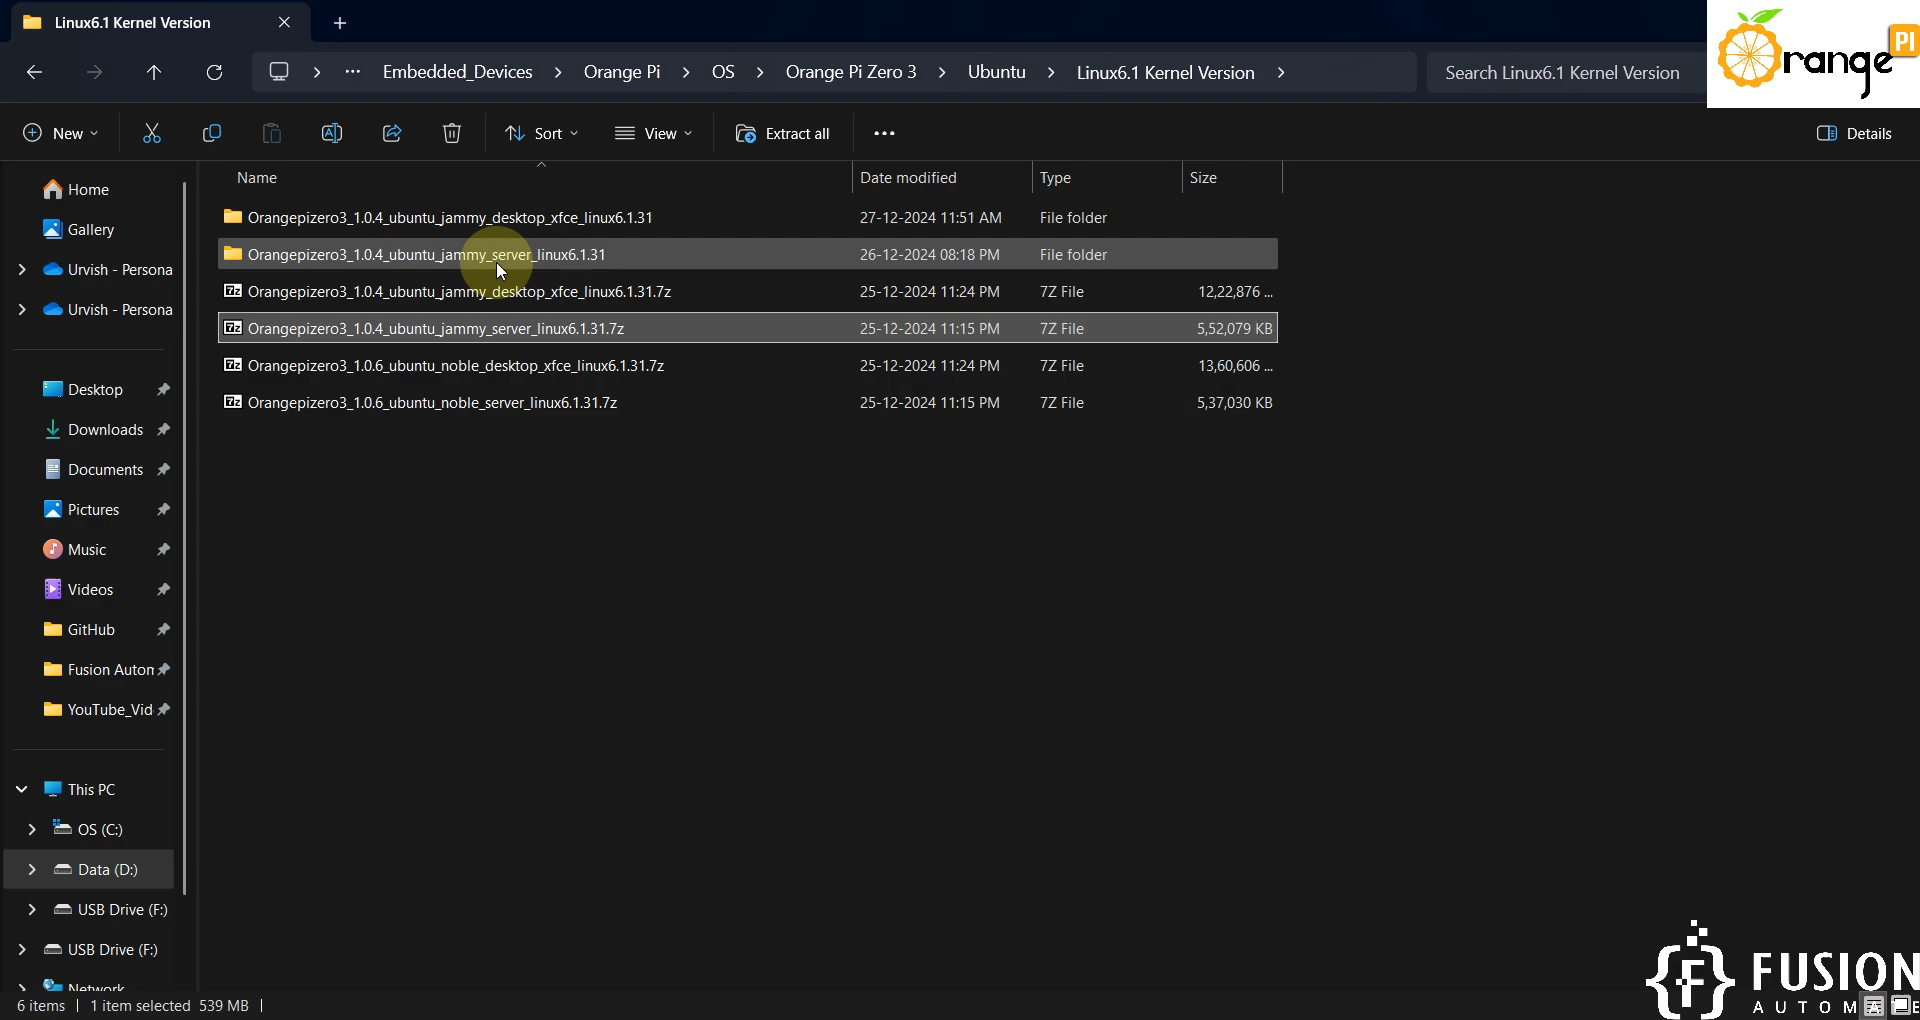 Linux6.1 Kernel Version
Embedded_Devices > Orange Pi > OS > Orange Pi Zero 3 > Ubuntu > Linux6.1 Kernel Version >
Search Linux6.1 Kernel Version
range PI
New
Sort
View
Extract all
Details
Name Date modified Type Size
Orangepizero3_1.0.4_ubuntu_jammy_desktop_xfce_linux6.1.31 27-12-2024 11:51 AM File folder
Orangepizero3_1.0.4_ubuntu_jammy_server_linux6.1.31 26-12-2024 08:18 PM File folder
Orangepizero3_1.0.4_ubuntu_jammy_desktop_xfce_linux6.1.31.7z 25-12-2024 11:24 PM 7Z File 12,22,876 ...
Orangepizero3_1.0.4_ubuntu_jammy_server_linux6.1.31.7z 25-12-2024 11:15 PM 7Z File 5,52,079 KB
Orangepizero3_1.0.6_ubuntu_noble_desktop_xfce_linux6.1.31.7z 25-12-2024 11:24 PM 7Z File 13,60,606 ...
Orangepizero3_1.0.6_ubuntu_noble_server_linux6.1.31.7z 25-12-2024 11:15 PM 7Z File 5,37,030 KB
Home
Gallery
Urvish - Persona
Urvish - Persona
Desktop
Downloads
Documents
Pictures
Music
Videos
GitHub
Fusion Autom
YouTube_Vid
This PC
OS (C:)
Data (D:)
USB Drive (F:)
USB Drive (F:)
Network
6 items 1 item selected 539 MB
FUSION
AUTOM